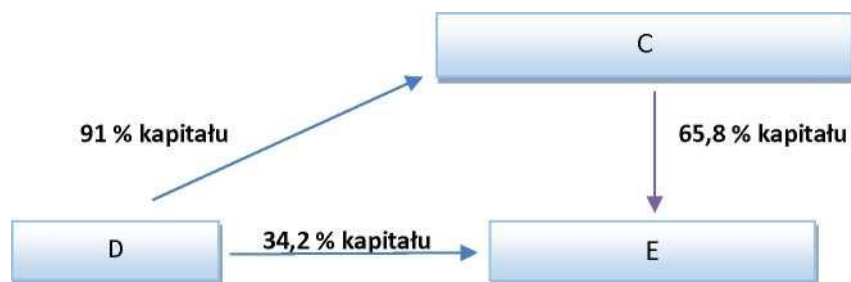 C
91 % kapitału
65,8 % kapitału
D
34,2 % kapitału
E